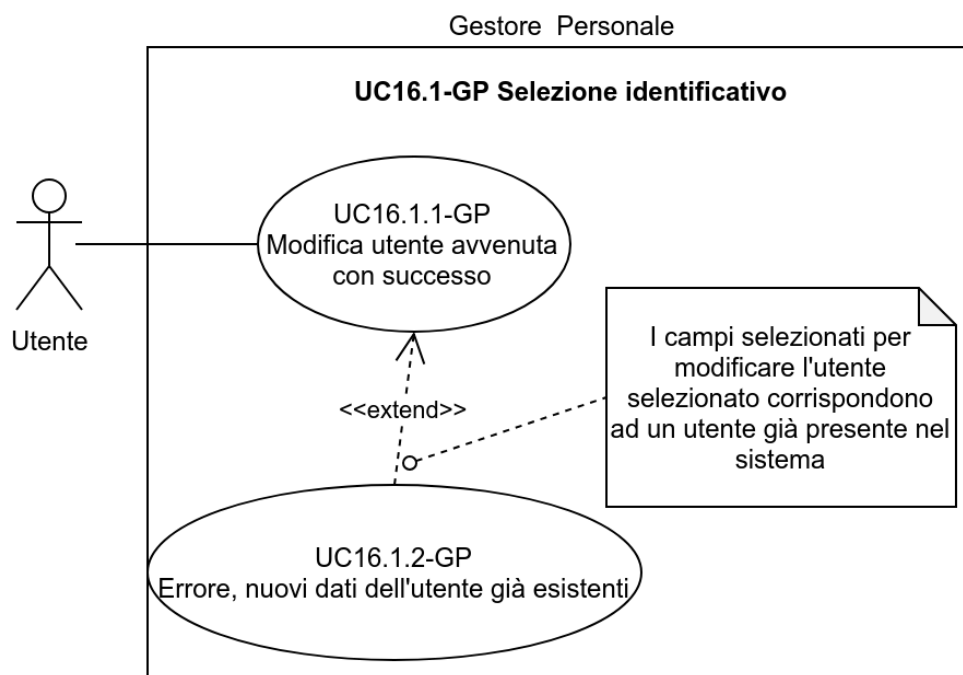 Gestore Personale
UC16.1-GP Selezione identificativo
UC16.1.1-GP
Modifica utente avvenuta
con successo
Utente
I campi selezionati per
modificare l'utente
selezionato corrispondono
ad un utente già presente nel
sistema
<<extend>>
UC16.1.2-GP
Errore, nuovi dati dell'utente già esistenti